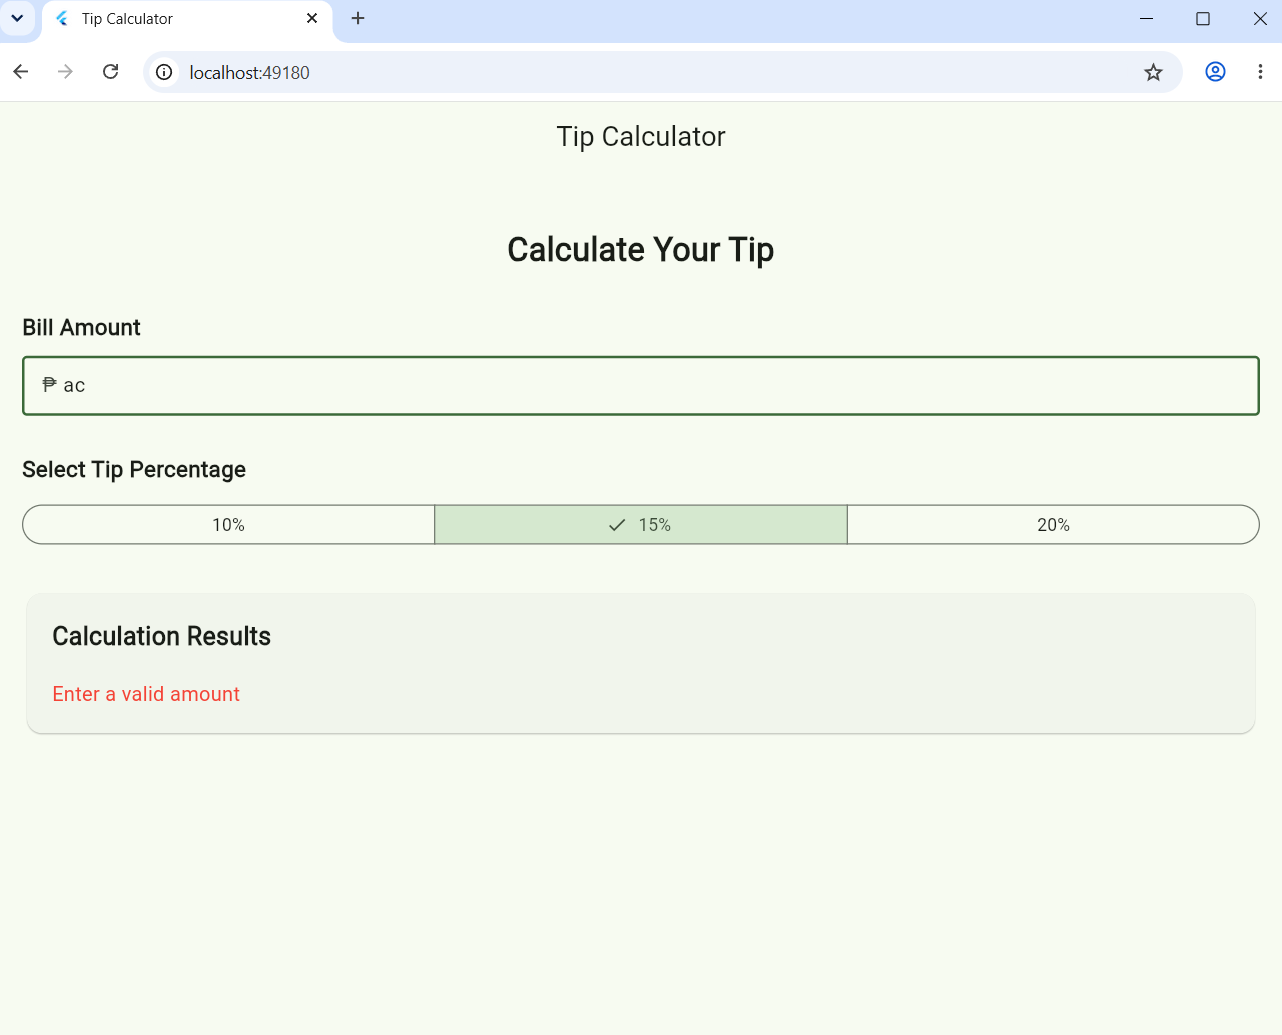 Tip Calculator
localhost:49180
Tip Calculator
Calculate Your Tip
Bill Amount
₱ ac
Select Tip Percentage
10% 15% 20%
Calculation Results
Enter a valid amount